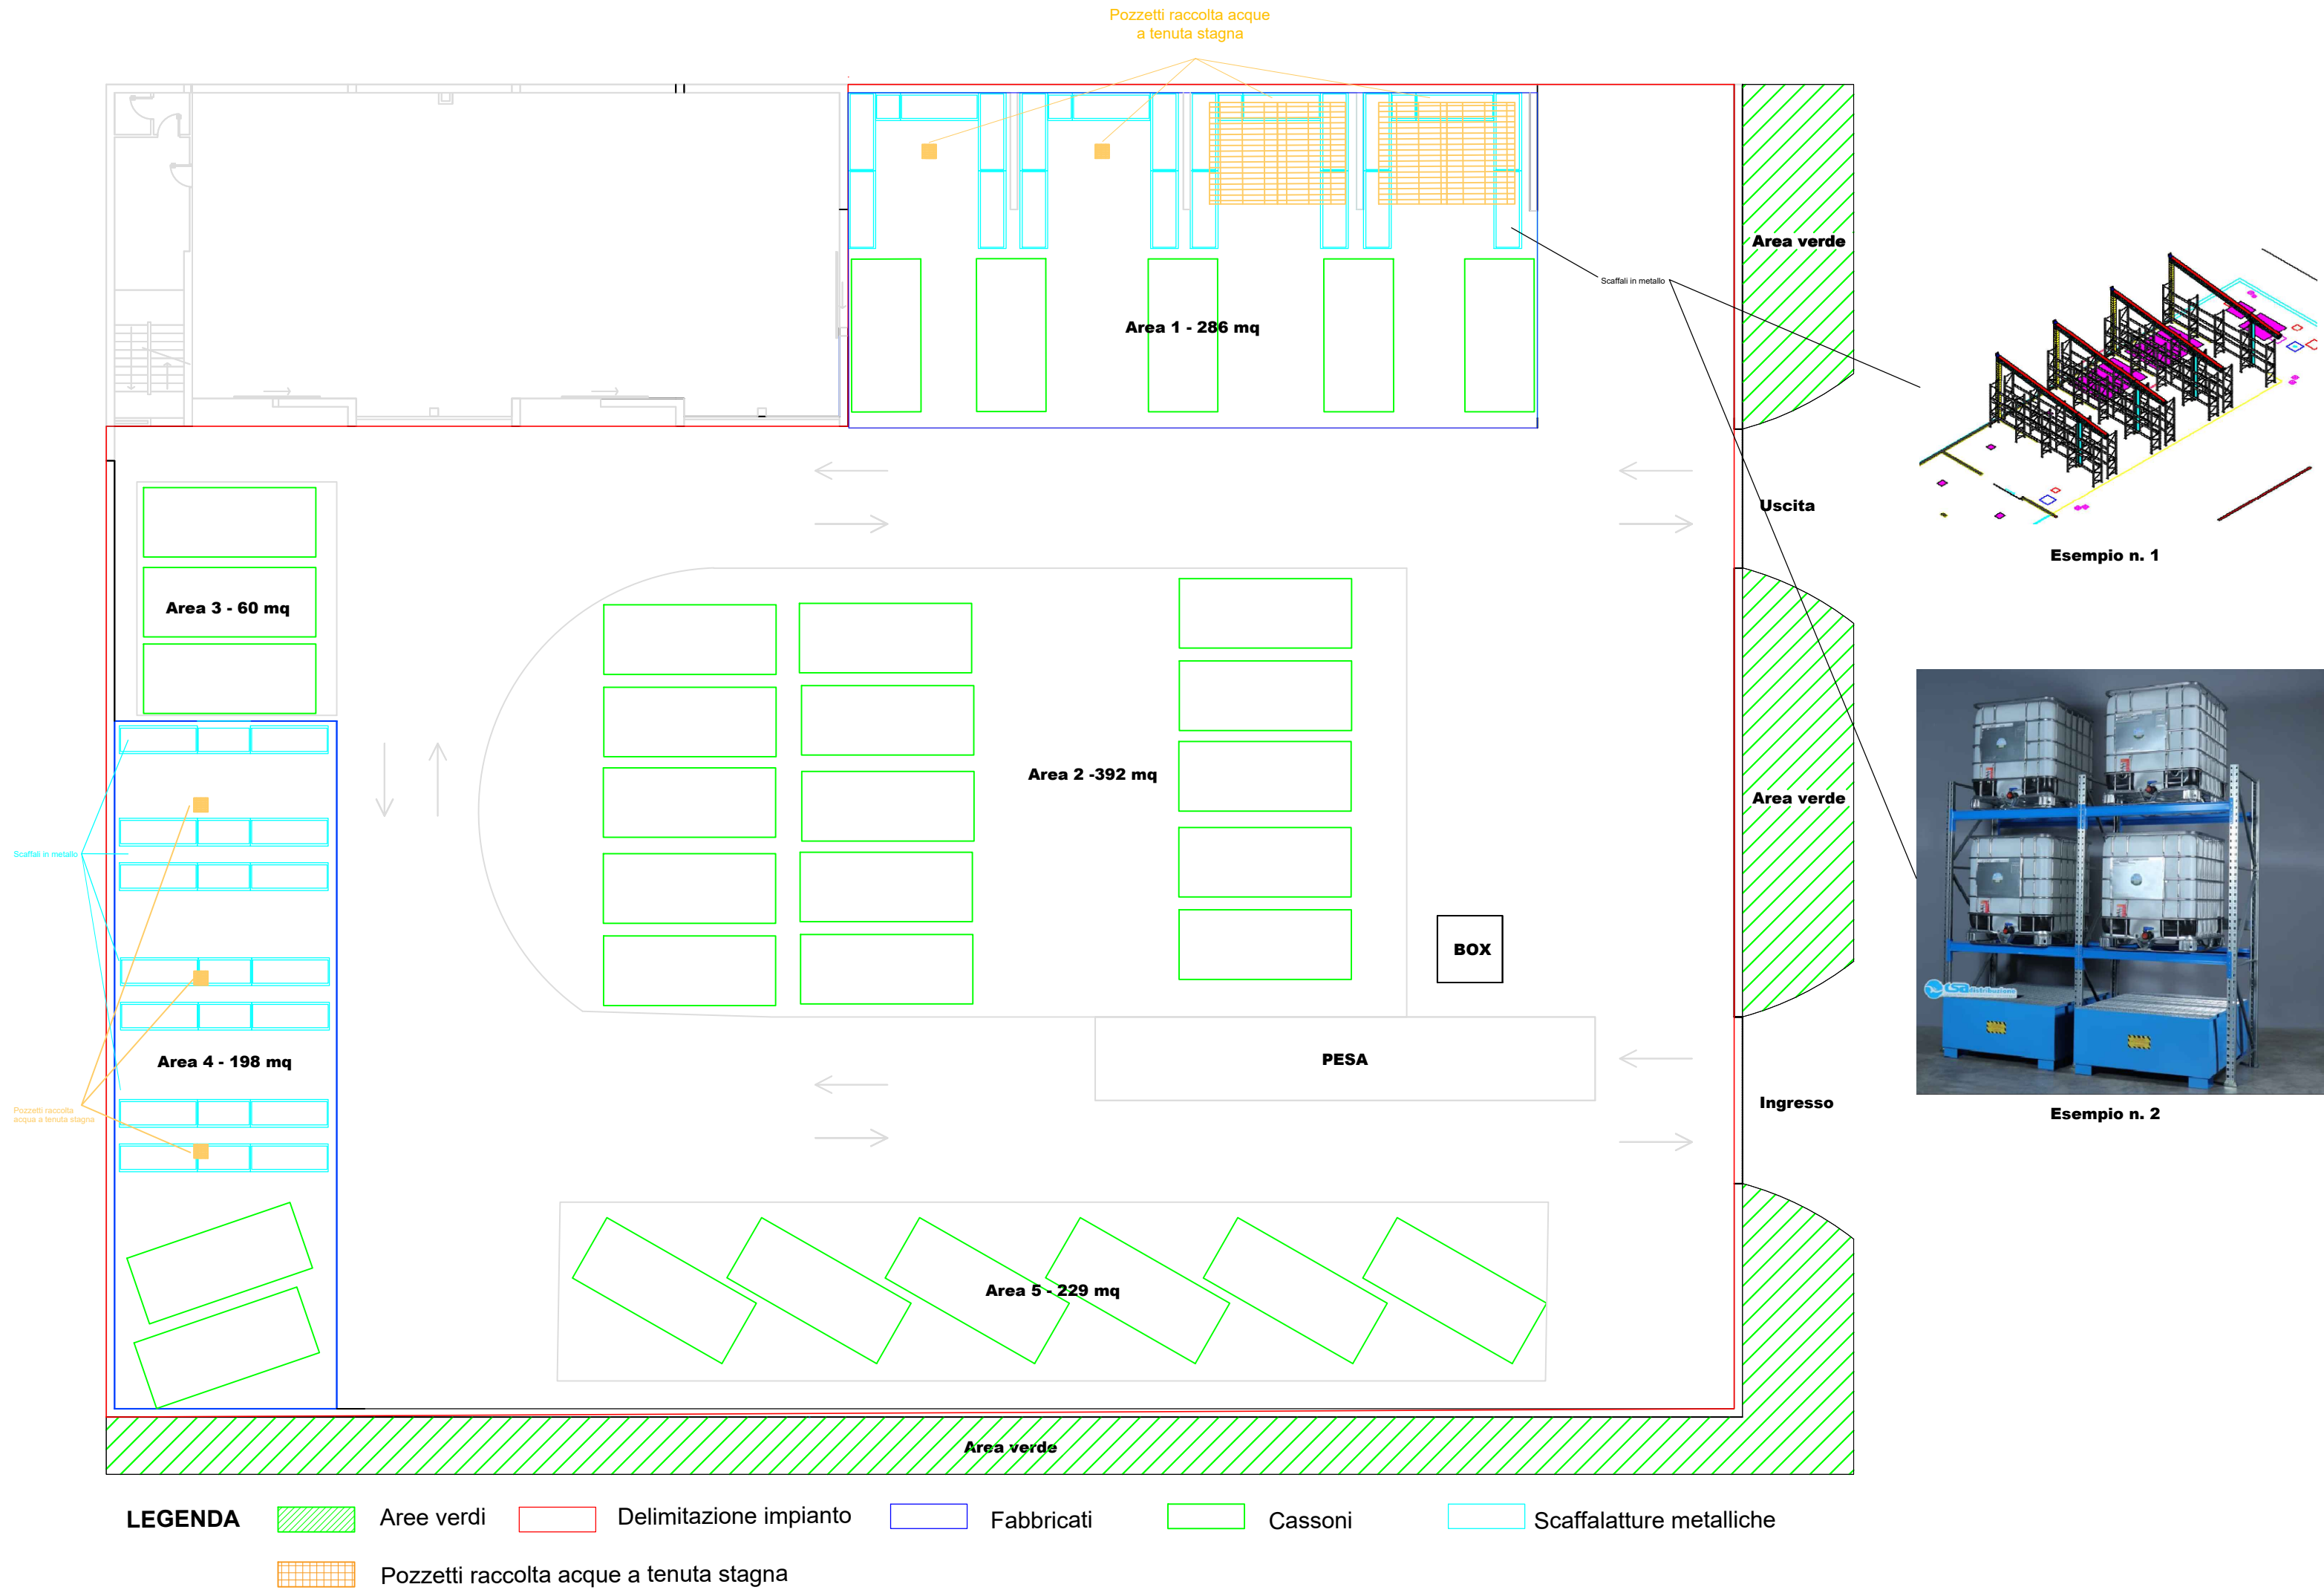 Pozzetti raccolta acque
a tenuta stagna
Area verde
Scaffali in metallo
Area 1 - 286 mq
Uscita
Esempio n. 1
Area 3 - 60 mq
Area 2 -392 mq
Area verde
Scaffali in metallo
BOX
tsa distribuzione
Area 4 - 198 mq
PESA
Ingresso
Esempio n. 2
Pozzetti raccolta
acqua a tenuta stagna
Area 5 - 229 mq
Area verde
LEGENDA
Aree verdi
Delimitazione impianto
Fabbricati
Cassoni
Scaffalature metalliche
Pozzetti raccolta acque a tenuta stagna